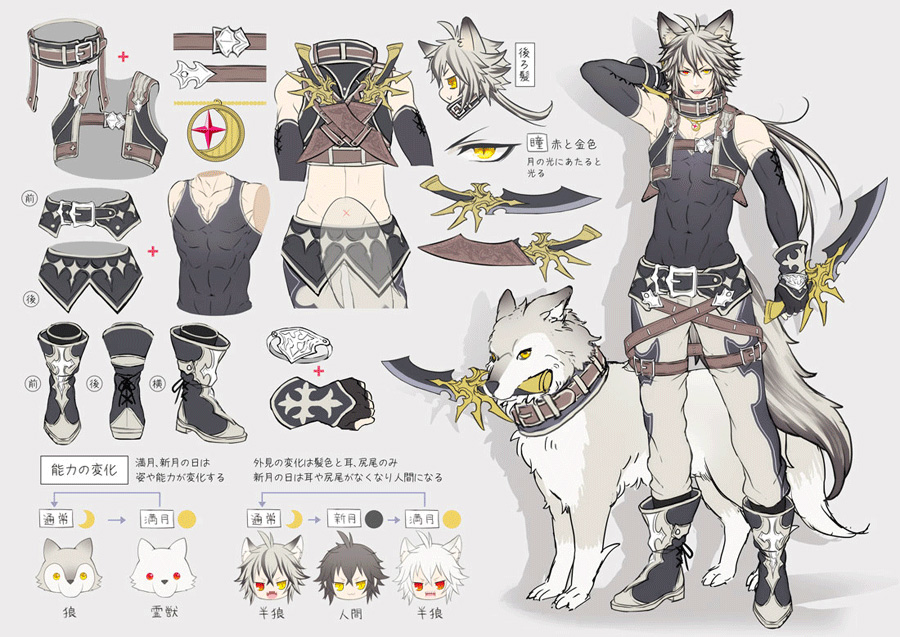 後ろ髪
瞳 赤と金色
月の光にあたると
光る
前
後
前
後
横
能力の変化
満月、新月の日は
姿や能力が変化する
外見の変化は髪色と耳、尻尾のみ
新月の日は耳や尻尾がなくなり人間になる
通常 満月
通常 新月 満月
狼 霊獣
半狼 人間 半狼